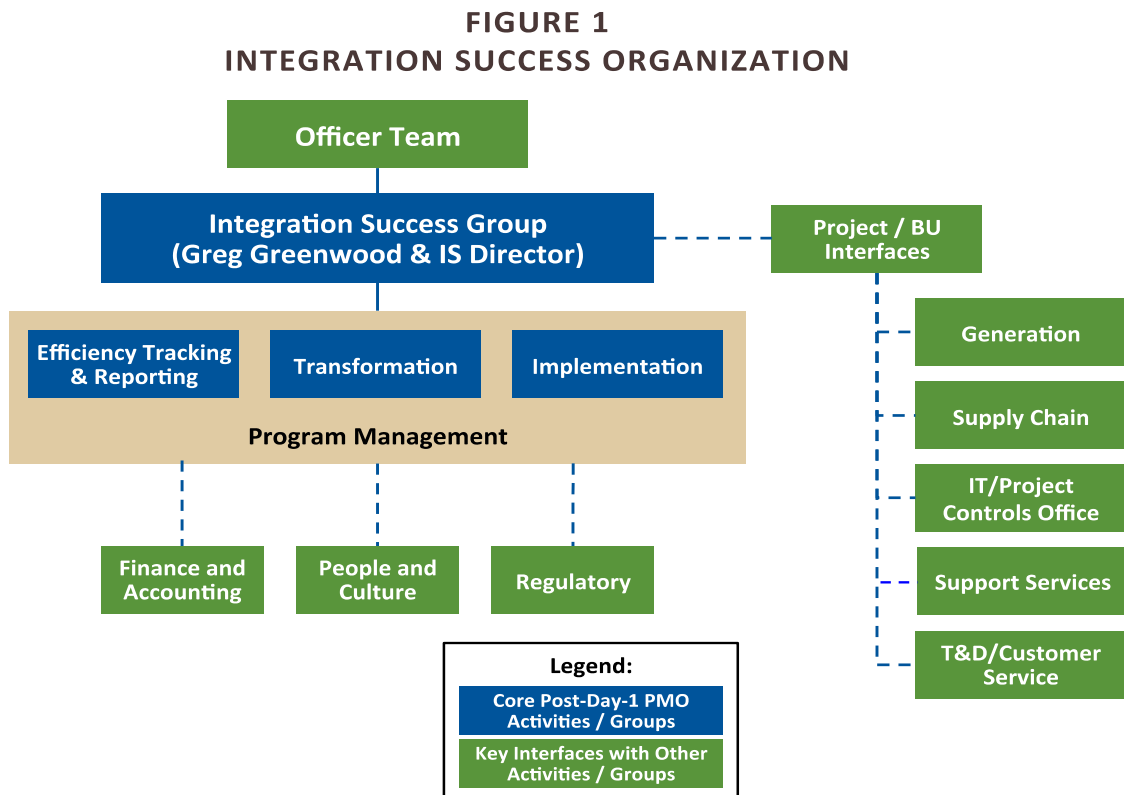 FIGURE 1
INTEGRATION SUCCESS ORGANIZATION
Officer Team
Integration Success Group
(Greg Greenwood & IS Director)
Project / BU
Interfaces
Efficiency Tracking
& Reporting
Transformation
Implementation
Program Management
Generation
Supply Chain
IT/Project
Controls Office
Support Services
T&D/Customer
Service
Finance and
Accounting
People and
Culture
Regulatory
Legend:
Core Post-Day-1 PMO
Activities / Groups
Key Interfaces with Other
Activities / Groups